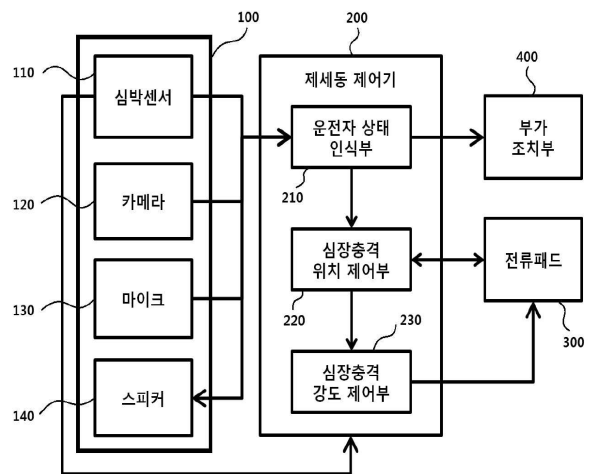 100
110
심박센서
120
카메라
130
마이크
140
스피커
200
제세동 제어기
운전자 상태
인식부
210
심장충격
위치 제어부
220
230
심장충격
강도 제어부
400
부가
조치부
전류패드
300